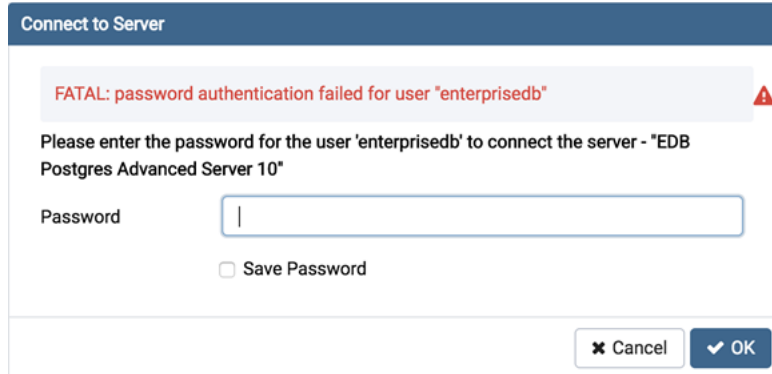 Connect to Server
FATAL: password authentication failed for user "enterprisedb"
Please enter the password for the user 'enterprisedb' to connect the server - "EDB
Postgres Advanced Server 10"
Password
Save Password
Cancel
OK